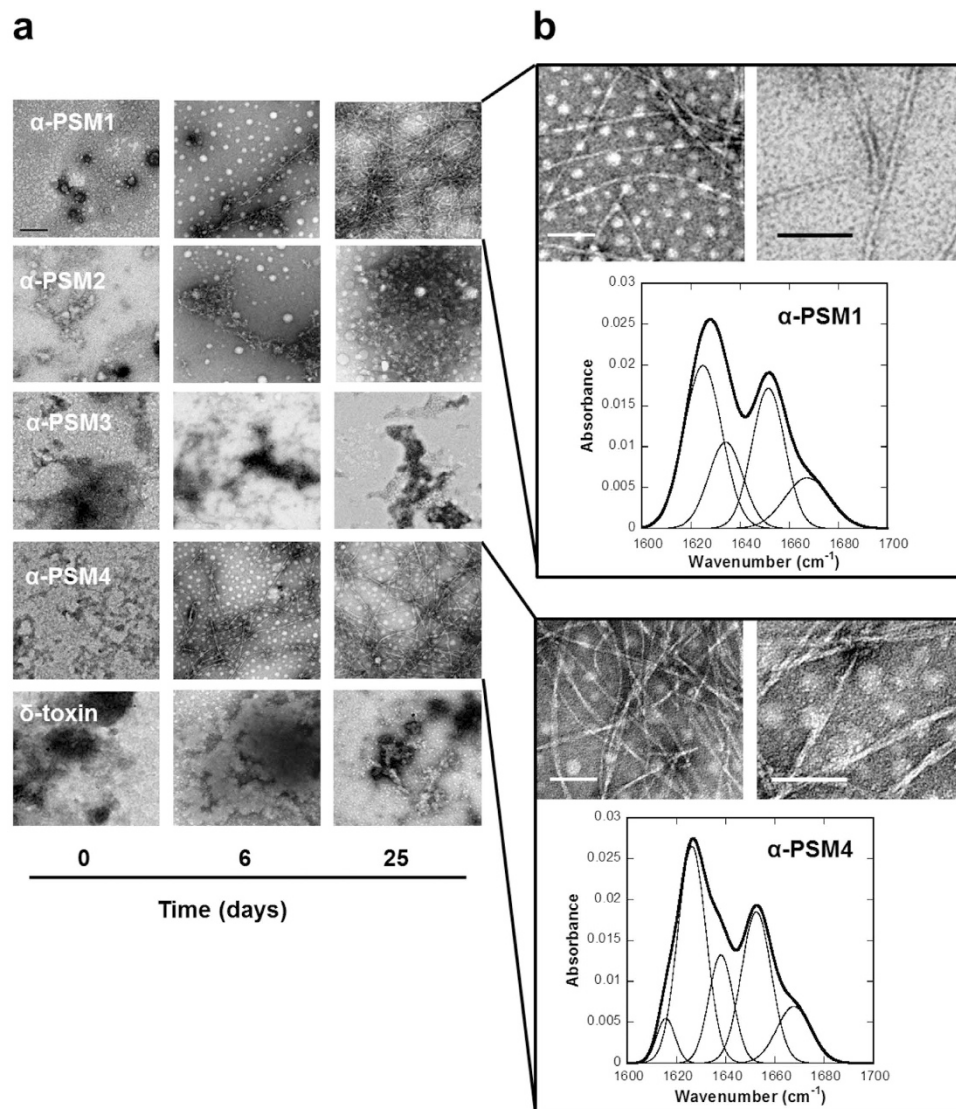 a
α-PSM1
α-PSM2
α-PSM3
α-PSM4
δ-toxin
0 6 25
Time (days)
b
0.03
0.025
0.02
0.015
0.01
0.005
0
Absorbance
α-PSM1
1600 1620 1640 1660 1680 1700
Wavenumber (cm⁻¹)
0.03
0.025
0.02
0.015
0.01
0.005
0
Absorbance
α-PSM4
1600 1620 1640 1660 1680 1700
Wavenumber (cm⁻¹)